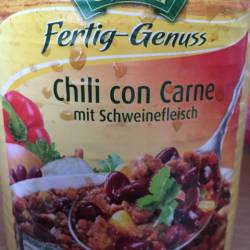 Fertig-Genuss
Chili con Carne
mit Schweinefleisch